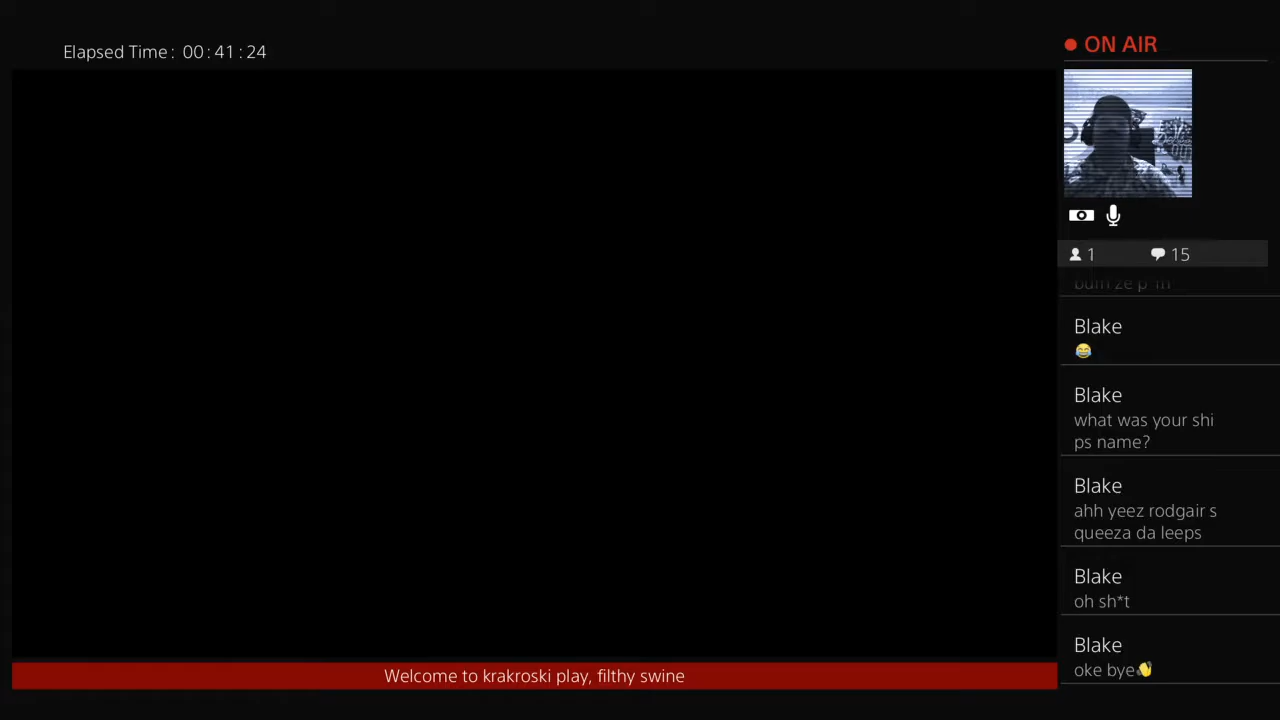 Elapsed Time: 00:41:24
ON AIR
1
15
Blake
😂
Blake
what was your shi
ps name?
Blake
ahh yeez rodgair s
queeza da leeps
Blake
oh sh*t
Blake
oke bye👋
Welcome to krakroski play, filthy swine